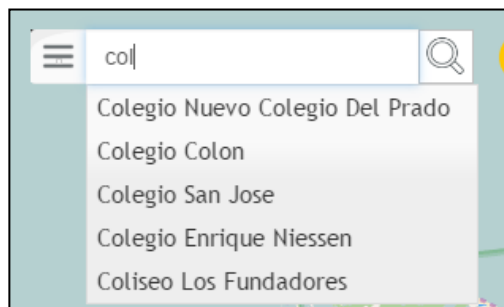 col
Colegio Nuevo Colegio Del Prado
Colegio Colon
Colegio San Jose
Colegio Enrique Niessen
Coliseo Los Fundadores